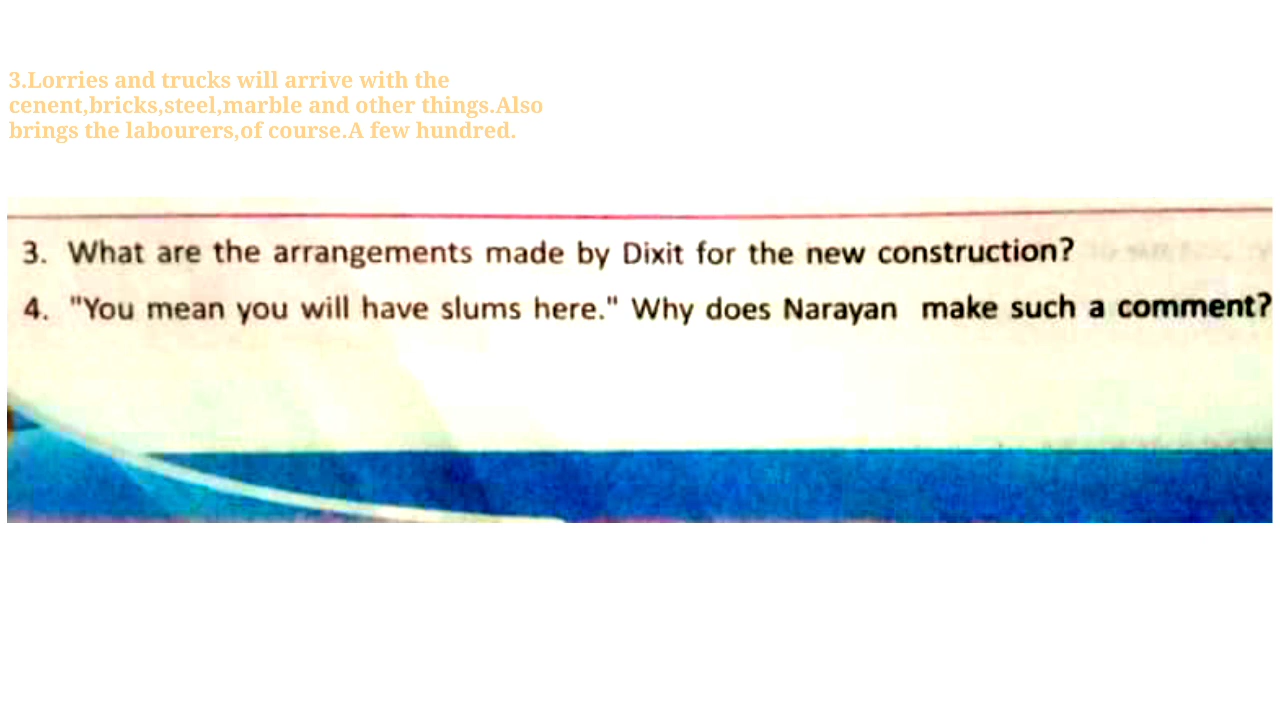 3.Lorries and trucks will arrive with the
cenent,bricks,steel,marble and other things.Also
brings the labourers,of course.A few hundred.
3. What are the arrangements made by Dixit for the new construction?
4. "You mean you will have slums here." Why does Narayan make such a comment?